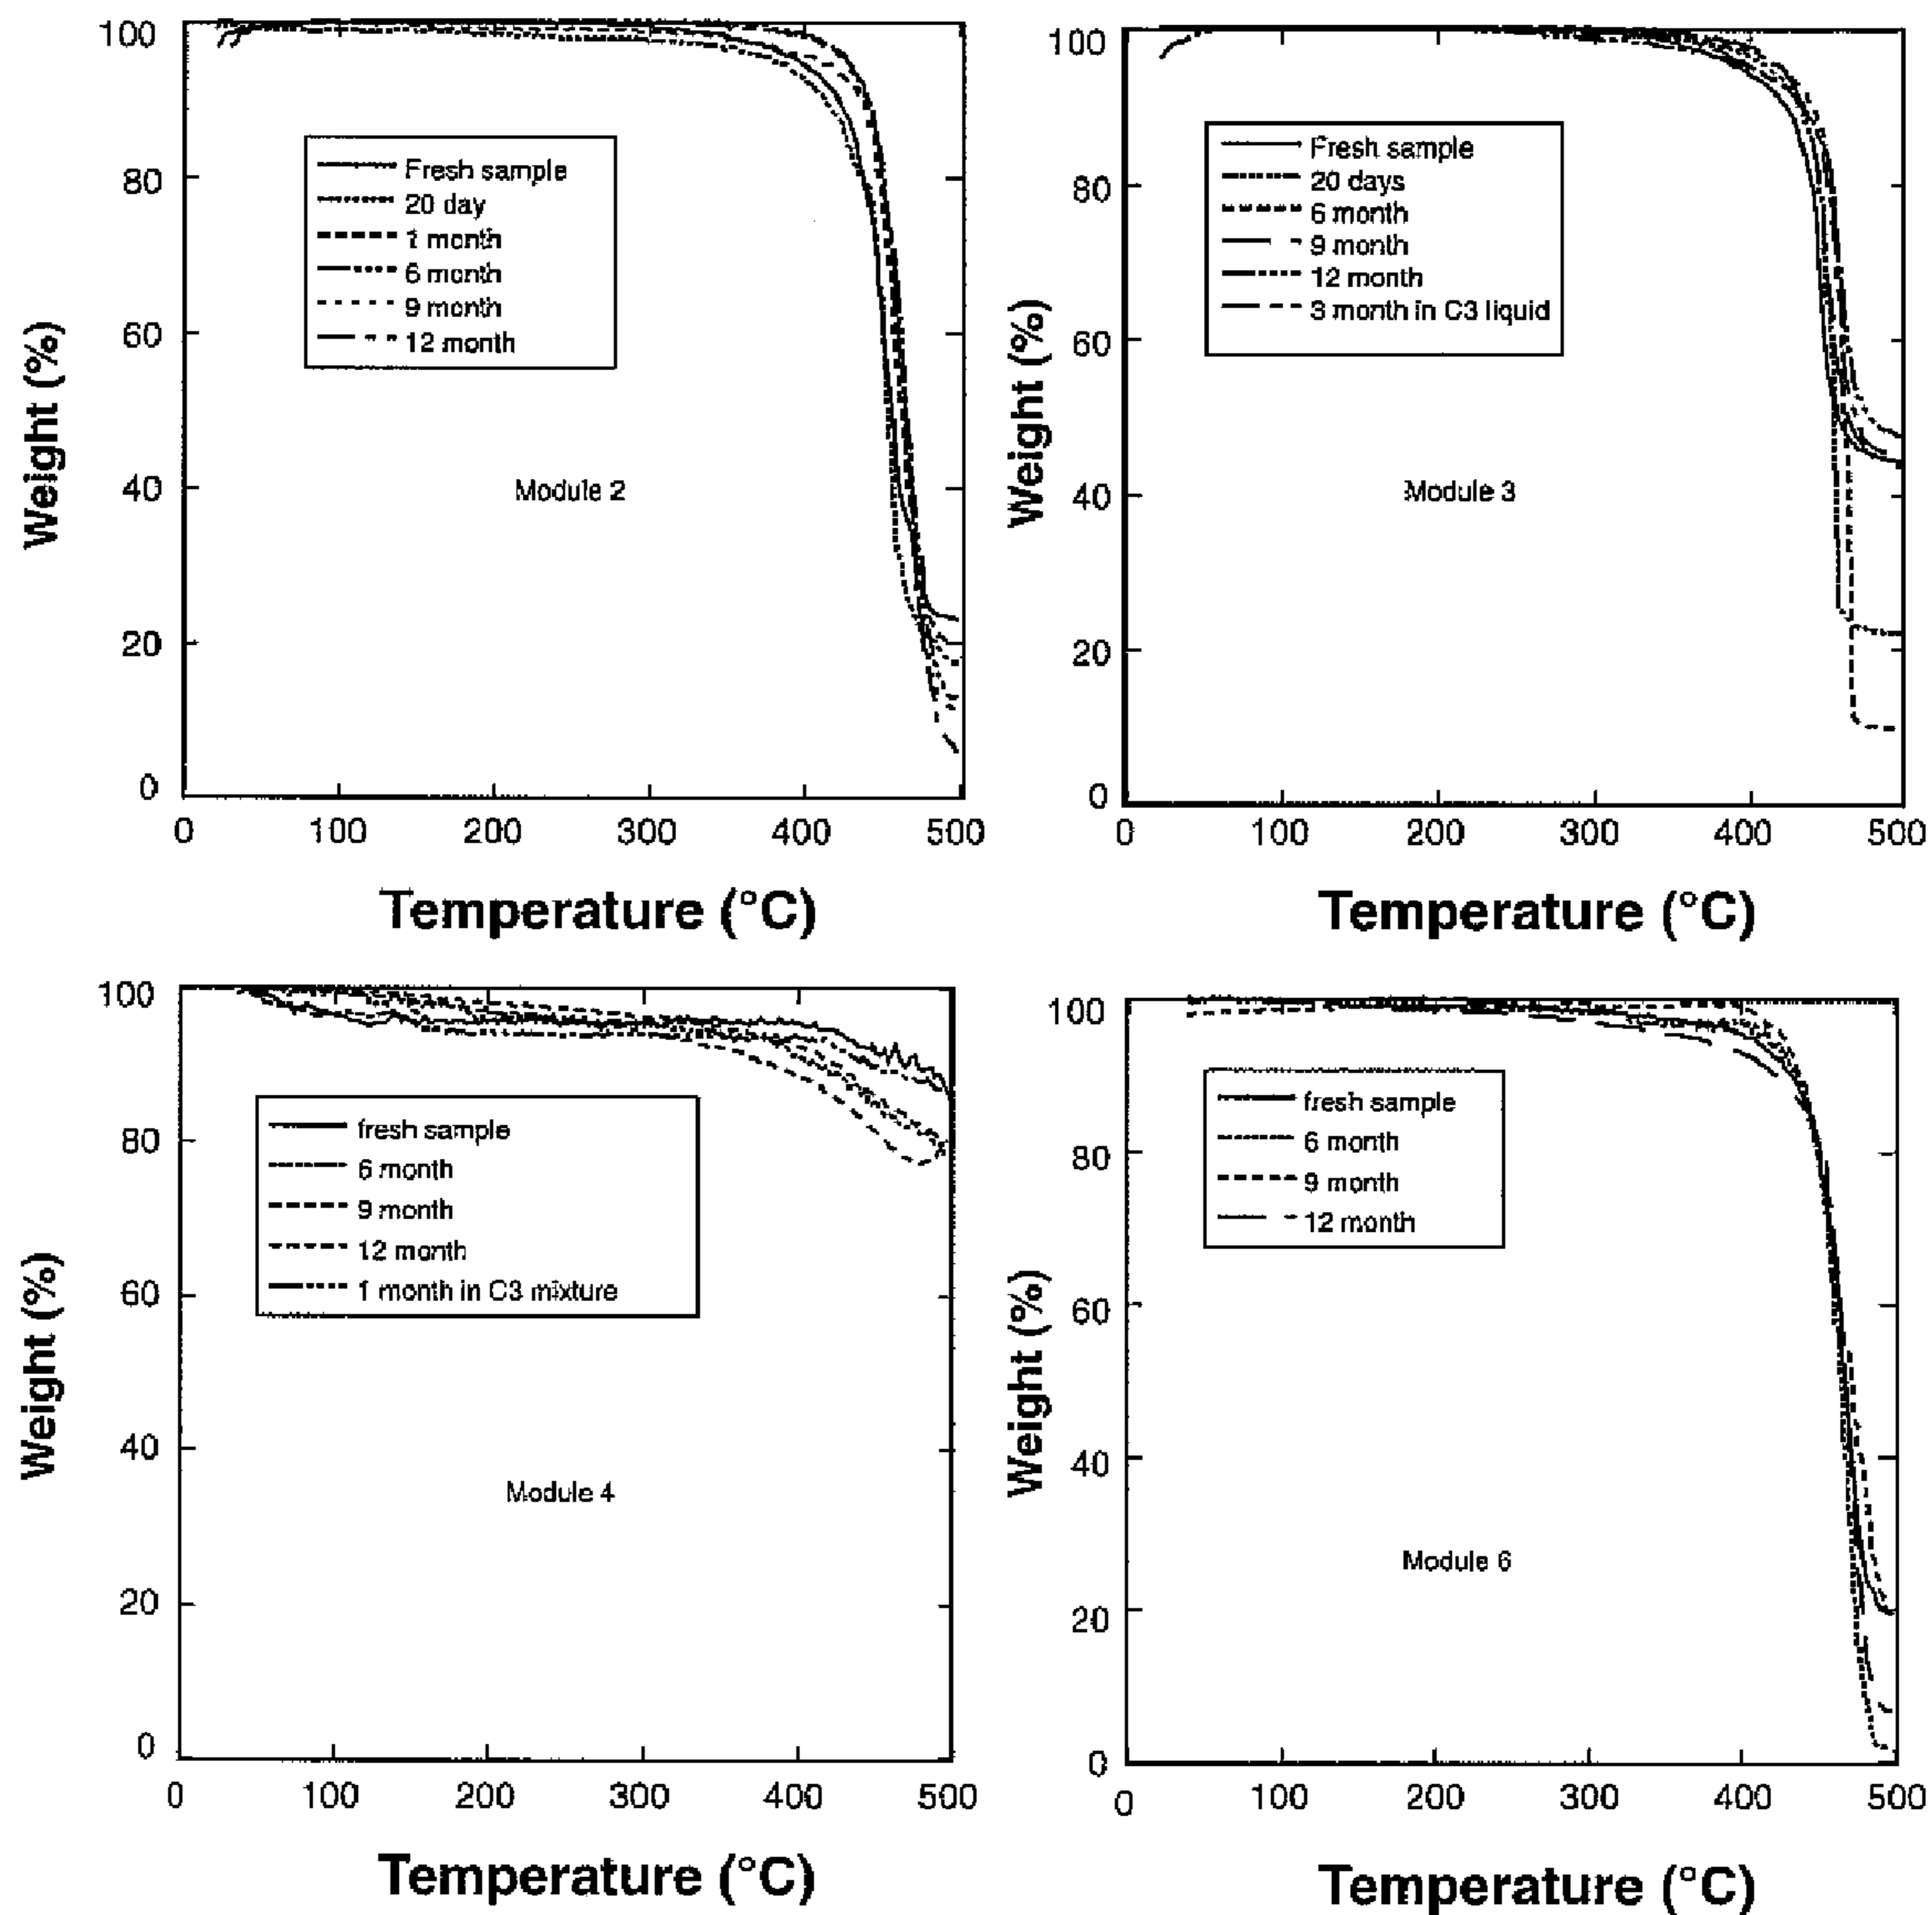 Weight (%)
100
80
60
40
20
0
Fresh sample
20 day
1 month
6 month
9 month
12 month
Module 2
0 100 200 300 400 500
Temperature (°C)
Weight (%)
100
80
60
40
20
0
Fresh sample
20 days
6 month
9 month
12 month
3 month in C3 liquid
Module 3
0 100 200 300 400 500
Temperature (°C)
Weight (%)
100
80
60
40
20
0
fresh sample
6 month
9 month
12 month
1 month in C3 mixture
Module 4
0 100 200 300 400 500
Temperature (°C)
Weight (%)
100
80
60
40
20
0
fresh sample
6 month
9 month
12 month
Module 6
0 100 200 300 400 500
Temperature (°C)